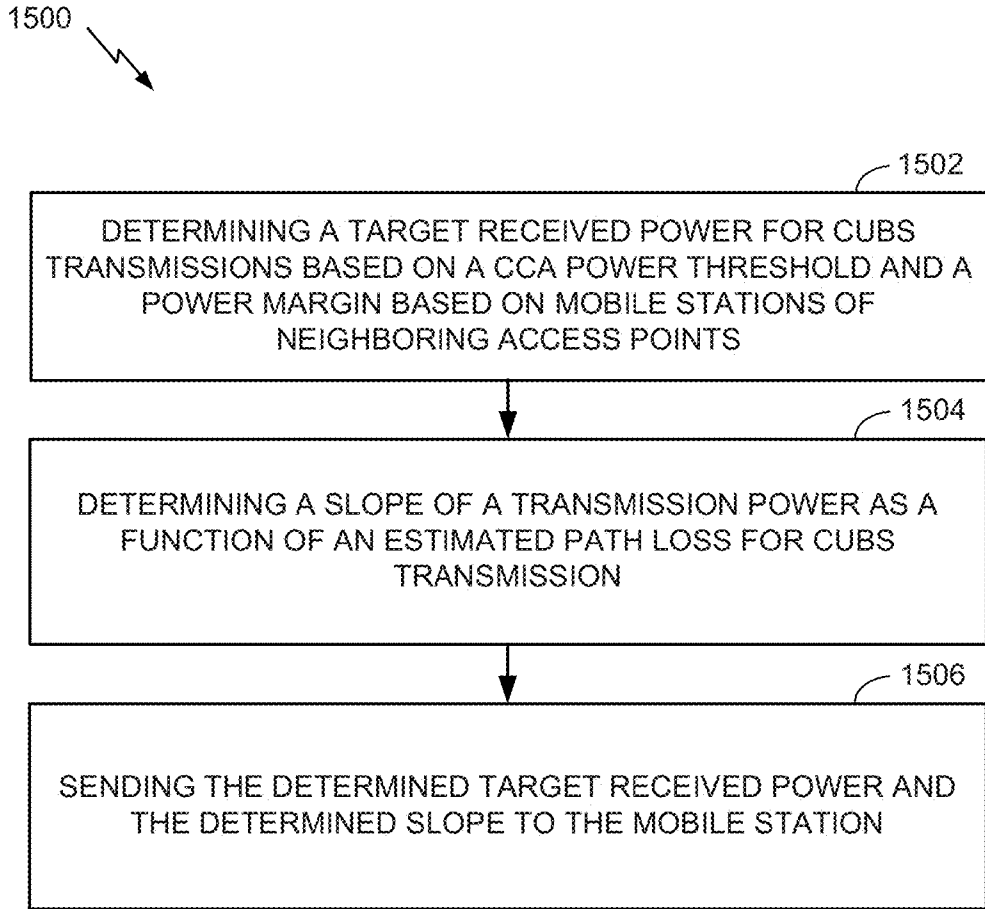 1500
1502
DETERMINING A TARGET RECEIVED POWER FOR CUBS
TRANSMISSIONS BASED ON A CCA POWER THRESHOLD AND A
POWER MARGIN BASED ON MOBILE STATIONS OF
NEIGHBORING ACCESS POINTS
1504
DETERMINING A SLOPE OF A TRANSMISSION POWER AS A
FUNCTION OF AN ESTIMATED PATH LOSS FOR CUBS
TRANSMISSION
1506
SENDING THE DETERMINED TARGET RECEIVED POWER AND
THE DETERMINED SLOPE TO THE MOBILE STATION